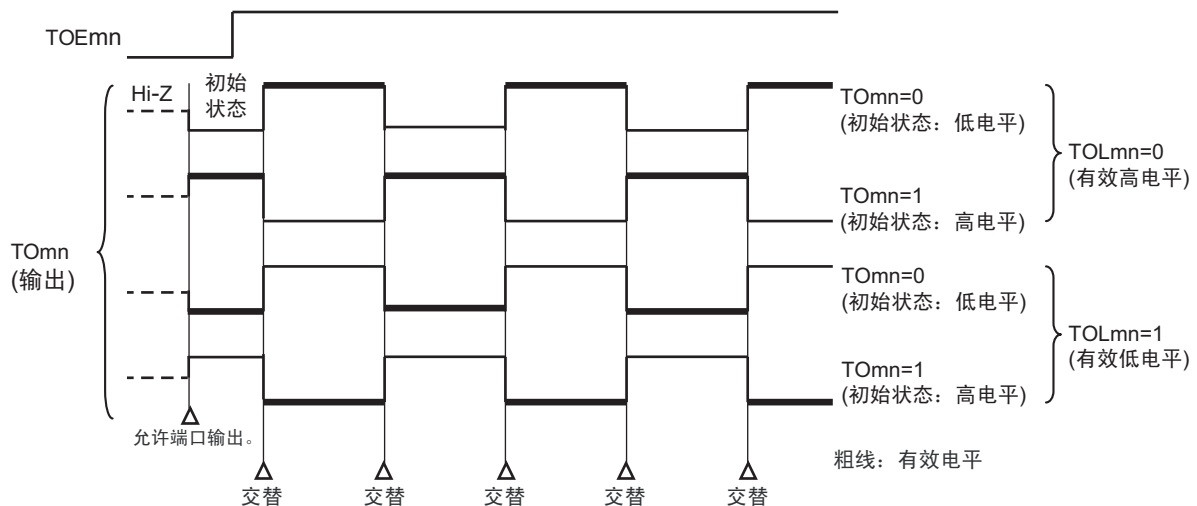 TOEmn
Hi-Z
初始
状态
TOmn=0
(初始状态：低电平)
TOLmn=0
(有效高电平)
TOmn=1
(初始状态：高电平)
TOmn
(输出)
TOmn=0
(初始状态：低电平)
TOLmn=1
(有效低电平)
TOmn=1
(初始状态：高电平)
允许端口输出。
粗线：有效电平
交替
交替
交替
交替
交替